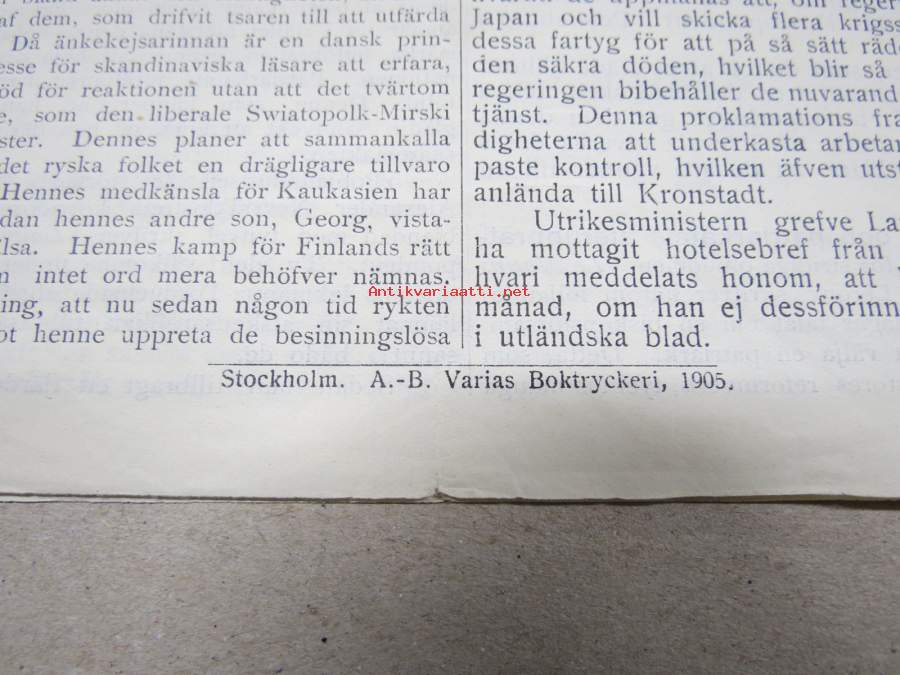 af dem, som drifvit tsaren till att utfärda
Då änkekejsarinnan är en dansk prin-
esse för skandinaviska läsare att erfara,
öd för reaktionen utan att det tvärtom
e, som den liberale Swiatopolk-Mirski
ster. Dennes planer att sammankalla
det ryska folket en drägligare tillvaro
Hennes medkänsla för Kaukasien har
dan hennes andre son, Georg, vista-
lsa. Hennes kamp för Finlands rätt
n intet ord mera behöfver nämnas.
ing, att nu sedan någon tid rykten
ot henne uppreta de besinningslösa
Japan och vill skicka flera krigss
dessa fartyg för att på så sätt räd
den säkra döden, hvilket blir så
regeringen bibehåller de nuvarand
tjänst. Denna proklamations fra
digheterna att underkasta arbetar
paste kontroll, hvilken äfven utst
anlända till Kronstadt.
Utrikesministern grefve La
ha mottagit hotelsebref från
hvari meddelats honom, att
månad, om han ej dessförinn
i utländska blad.
Antikvariaatti.net
Stockholm. A.-B. Varias Boktryckeri, 1905.